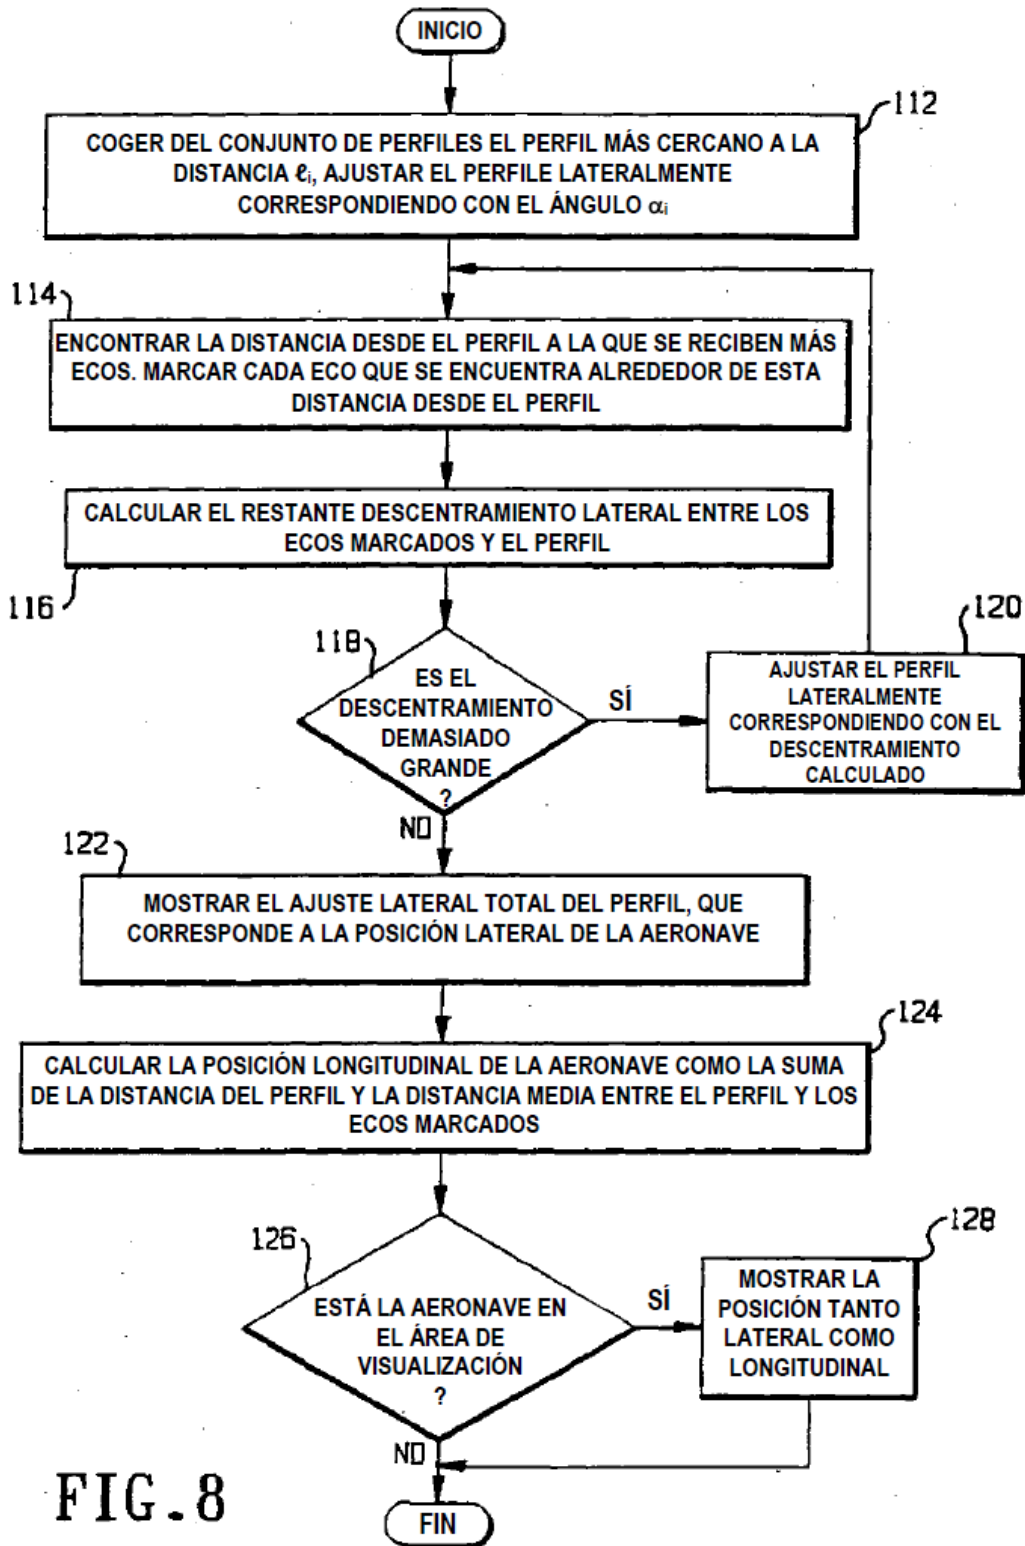 INICIO
112
COGER DEL CONJUNTO DE PERFILES EL PERFIL MÁS CERCANO A LA
DISTANCIA ℓi, AJUSTAR EL PERFILE LATERALMENTE
CORRESPONDIENDO CON EL ÁNGULO αi
114
ENCONTRAR LA DISTANCIA DESDE EL PERFIL A LA QUE SE RECIBEN MÁS
ECOS. MARCAR CADA ECO QUE SE ENCUENTRA ALREDEDOR DE ESTA
DISTANCIA DESDE EL PERFIL
CALCULAR EL RESTANTE DESCENTRAMIENTO LATERAL ENTRE LOS
ECOS MARCADOS Y EL PERFIL
116
118
ES EL
DESCENTRAMIENTO
DEMASIADO
GRANDE
?
SÍ
NO
120
AJUSTAR EL PERFIL
LATERALMENTE
CORRESPONDIENDO CON EL
DESCENTRAMIENTO
CALCULADO
122
MOSTRAR EL AJUSTE LATERAL TOTAL DEL PERFIL, QUE
CORRESPONDE A LA POSICIÓN LATERAL DE LA AERONAVE
124
CALCULAR LA POSICIÓN LONGITUDINAL DE LA AERONAVE COMO LA SUMA
DE LA DISTANCIA DEL PERFIL Y LA DISTANCIA MEDIA ENTRE EL PERFIL Y LOS
ECOS MARCADOS
126
ESTÁ LA AERONAVE EN
EL ÁREA DE
VISUALIZACIÓN
?
SÍ
NO
128
MOSTRAR LA
POSICIÓN TANTO
LATERAL COMO
LONGITUDINAL
FIN
FIG.8